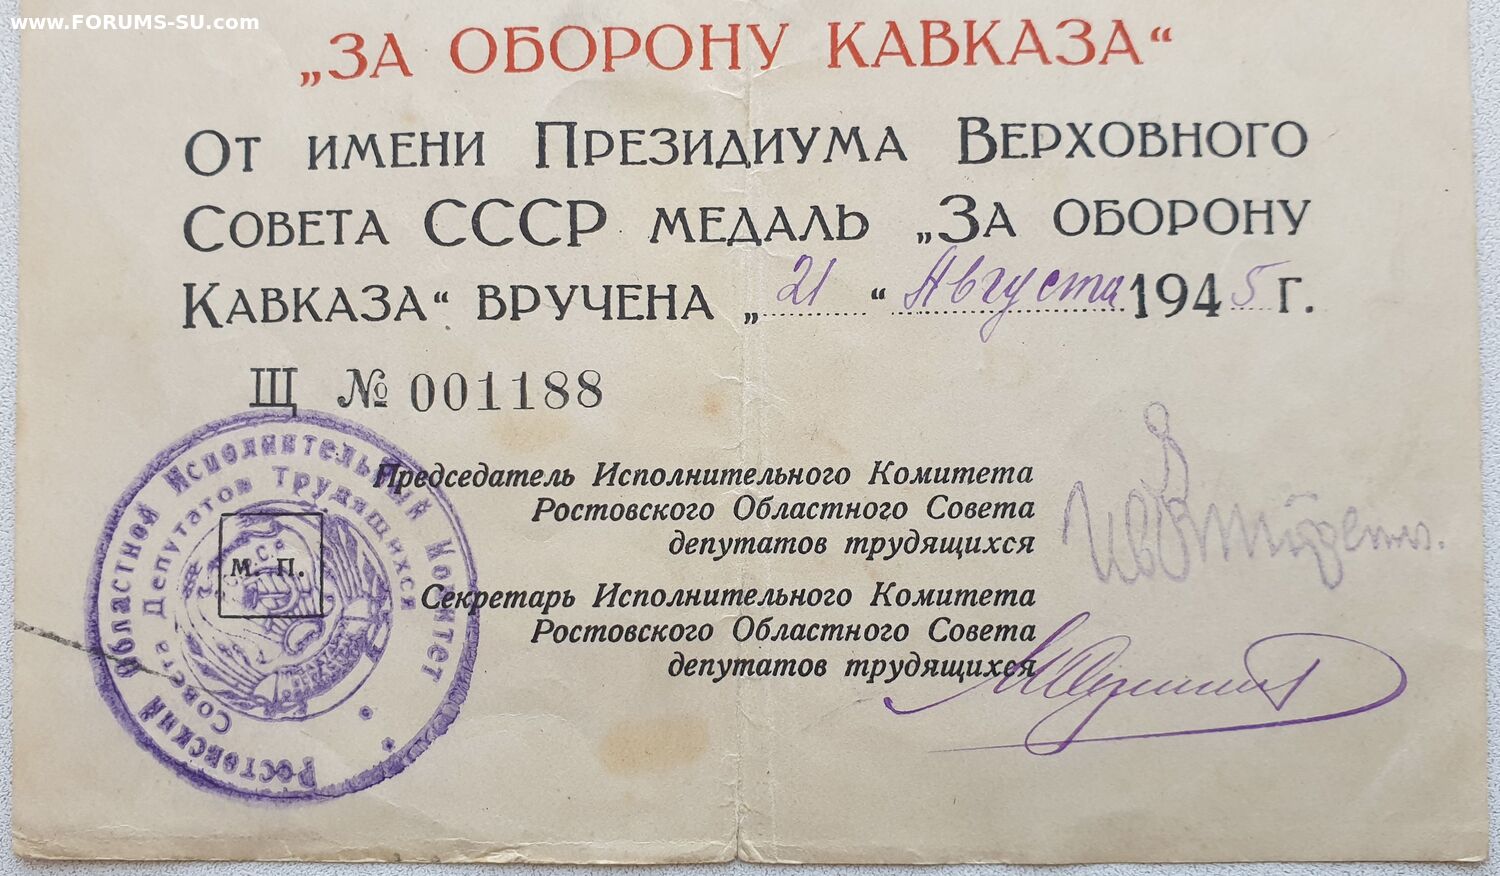 www.FORUMS-SU.com
„ЗА ОБОРОНУ КАВКАЗА“
От имени Президиума Верховного
Совета СССР медаль „За оборону
Кавказа“ вручена „21“ Августа 1945 г.
Щ № 001188
Председатель Исполнительного Комитета
Ростовского Областного Совета
депутатов трудящихся
Секретарь Исполнительного Комитета
Ростовского Областного Совета
депутатов трудящихся
м. п.
Ростовский Областной Исполнительный Комитет
Совета Депутатов Трудящихся